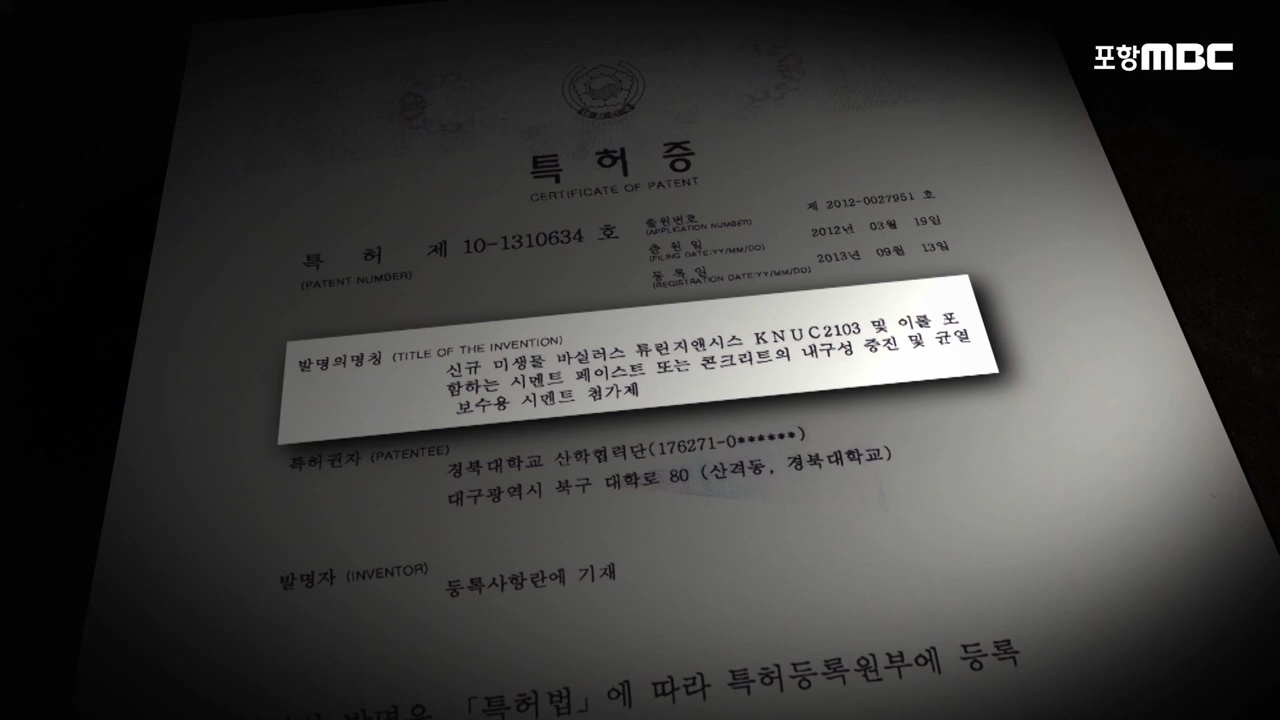 포항MBC
특 허 증
CERTIFICATE OF PATENT
특 허 제 10-1310634 호
(PATENT NUMBER)
출원번호 제 2012-0027951 호
(APPLICATION NUMBER)
출 원 일 2012년 03월 19일
(FILING DATE:YY/MM/DD)
등 록 일 2013년 09월 13일
(REGISTRATION DATE:YY/MM/DD)
발명의명칭 (TITLE OF THE INVENTION)
신규 미생물 바실러스 튜린지엔시스 KNUC2103 및 이를 포
함하는 시멘트 페이스트 또는 콘크리트의 내구성 증진 및 균열
보수용 시멘트 첨가제
특허권자 (PATENTEE)
경북대학교 산학협력단(176271-0******)
대구광역시 북구 대학로 80 (산격동, 경북대학교)
발명자 (INVENTOR)
등록사항란에 기재
발명은 「특허법」에 따라 특허등록원부에 등록